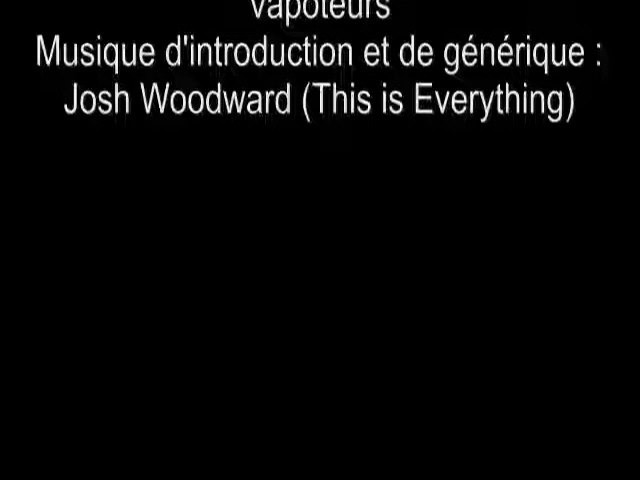 vapoteurs
Musique d'introduction et de générique :
Josh Woodward (This is Everything)